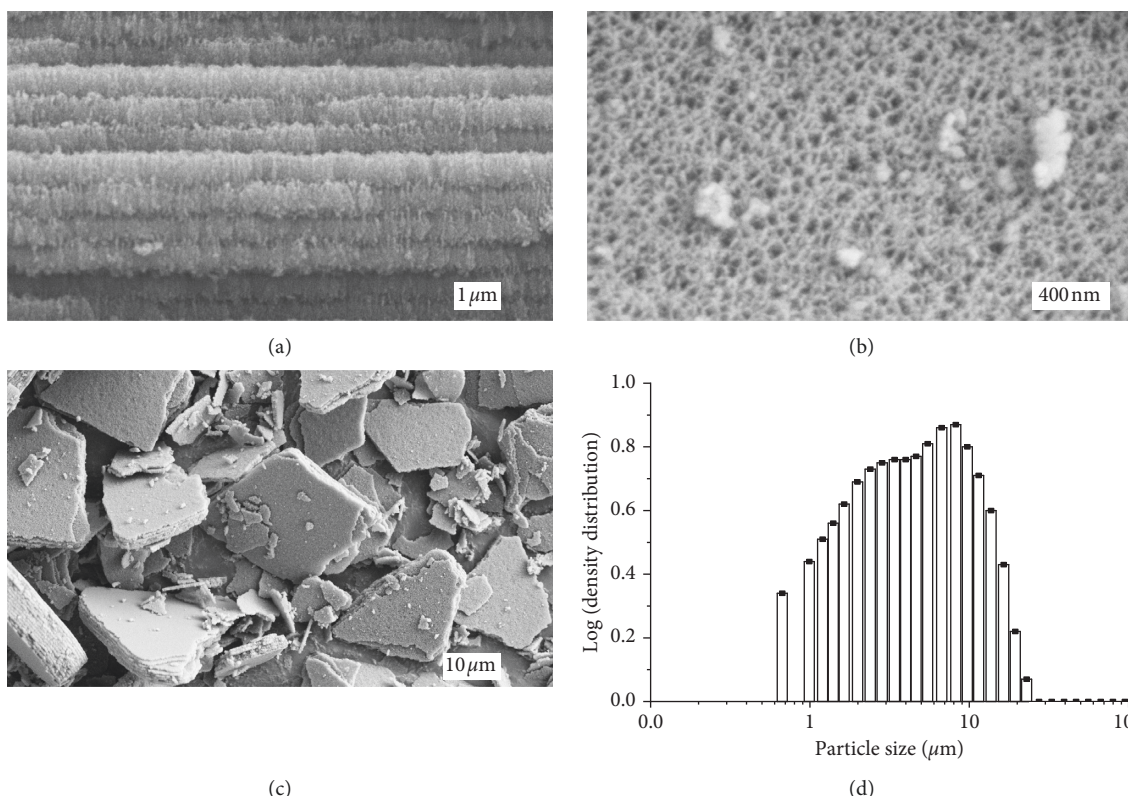 1 μm
400 nm
(a)
(b)
10 μm
1.0
0.8
0.6
0.4
0.2
0.0
Log (density distribution)
0.0
1
10
10
Particle size (μm)
(c)
(d)